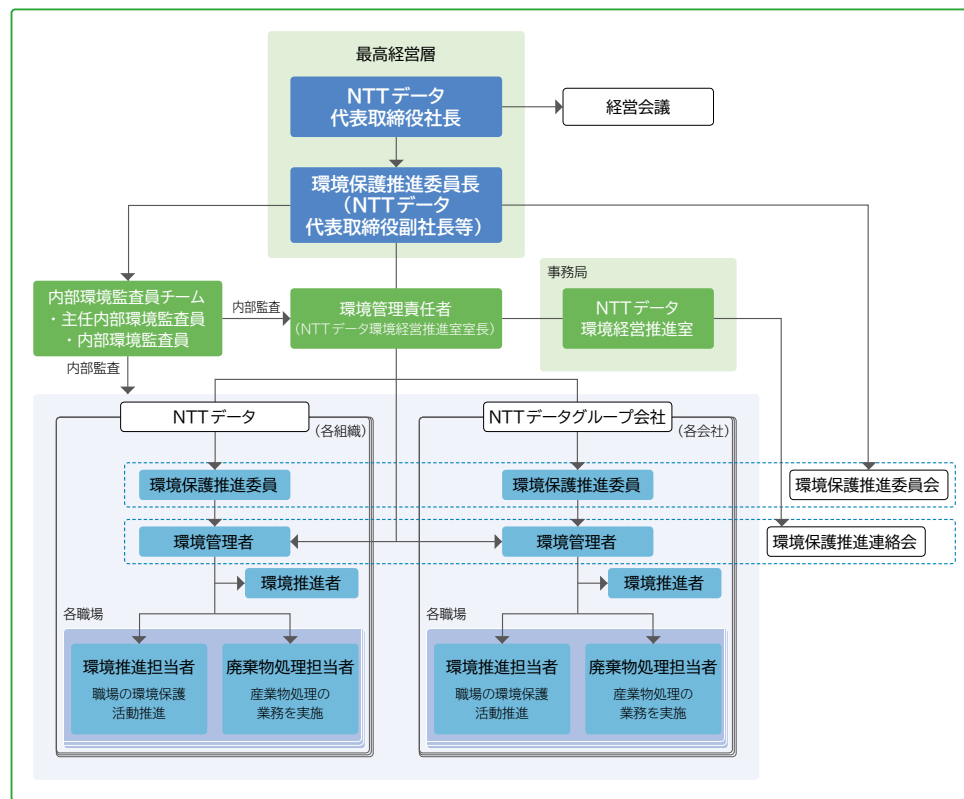 最高経営層
NTTデータ
代表取締役社長
経営会議
環境保護推進委員長
(NTTデータ
代表取締役副社長等)
事務局
内部環境監査員チーム
・主任内部環境監査員
・内部環境監査員
内部監査
環境管理責任者
(NTTデータ環境経営推進室室長)
NTTデータ
環境経営推進室
内部監査
NTTデータ
(各組織)
NTTデータグループ会社
(各会社)
環境保護推進委員
環境保護推進委員
環境保護推進委員会
環境管理者
環境管理者
環境保護推進連絡会
環境推進者
環境推進者
各職場
各職場
環境推進担当者
職場の環境保護
活動推進
廃棄物処理担当者
産業物処理の
業務を実施
環境推進担当者
職場の環境保護
活動推進
廃棄物処理担当者
産業物処理の
業務を実施